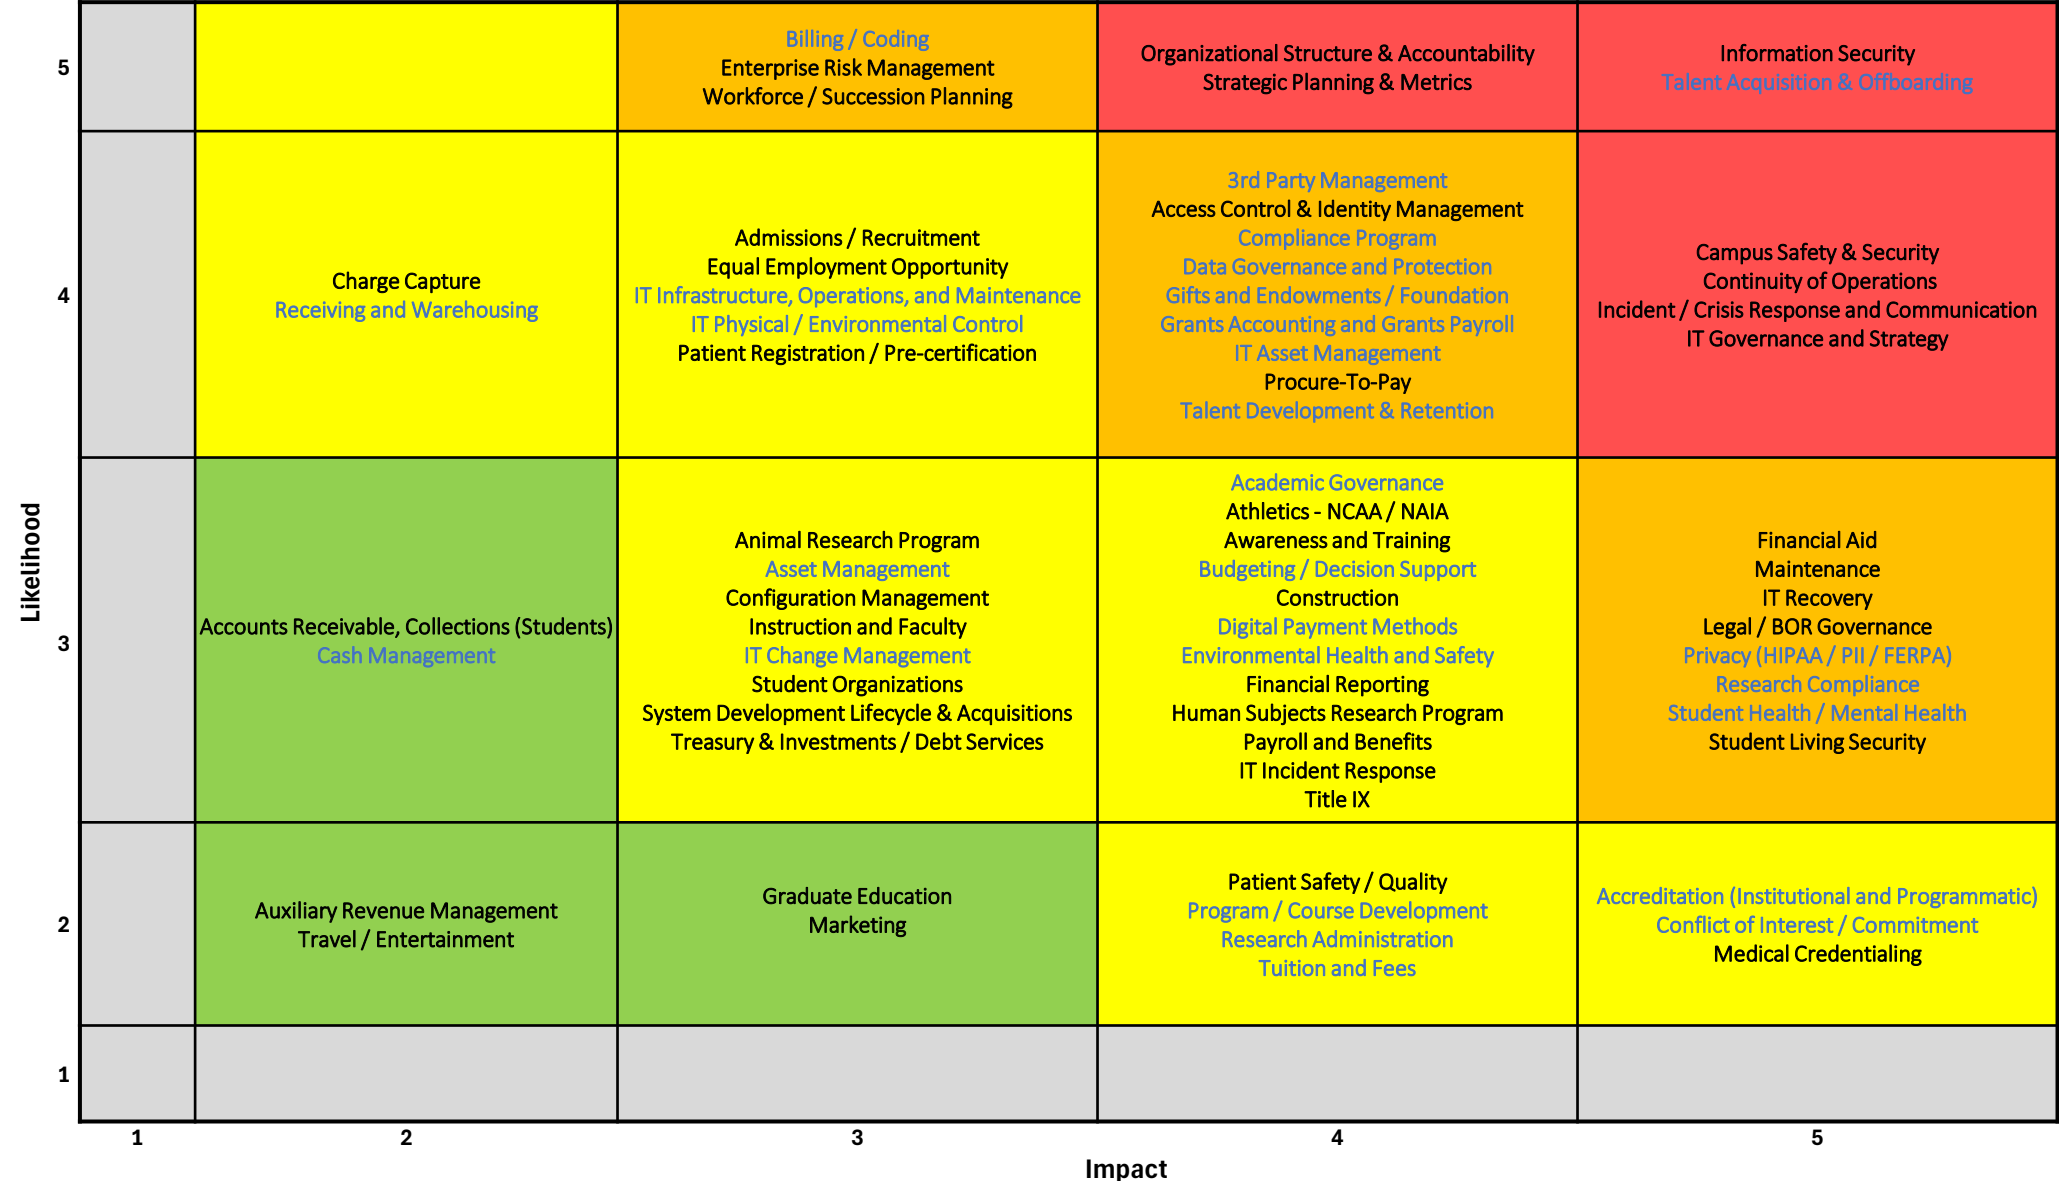 5
Billing / Coding
Enterprise Risk Management
Workforce / Succession Planning
Organizational Structure & Accountability
Strategic Planning & Metrics
Information Security
Talent Acquisition & Offboarding
4
Charge Capture
Receiving and Warehousing
Admissions / Recruitment
Equal Employment Opportunity
IT Infrastructure, Operations, and Maintenance
IT Physical / Environmental Control
Patient Registration / Pre-certification
3rd Party Management
Access Control & Identity Management
Compliance Program
Data Governance and Protection
Gifts and Endowments / Foundation
Grants Accounting and Grants Payroll
IT Asset Management
Procure-To-Pay
Talent Development & Retention
Campus Safety & Security
Continuity of Operations
Incident / Crisis Response and Communication
IT Governance and Strategy
Likelihood
3
Accounts Receivable, Collections (Students)
Cash Management
Animal Research Program
Asset Management
Configuration Management
Instruction and Faculty
IT Change Management
Student Organizations
System Development Lifecycle & Acquisitions
Treasury & Investments / Debt Services
Academic Governance
Athletics - NCAA / NAIA
Awareness and Training
Budgeting / Decision Support
Construction
Digital Payment Methods
Environmental Health and Safety
Financial Reporting
Human Subjects Research Program
Payroll and Benefits
IT Incident Response
Title IX
Financial Aid
Maintenance
IT Recovery
Legal / BOR Governance
Privacy (HIPAA / PII / FERPA)
Research Compliance
Student Health / Mental Health
Student Living Security
2
Auxiliary Revenue Management
Travel / Entertainment
Graduate Education
Marketing
Patient Safety / Quality
Program / Course Development
Research Administration
Tuition and Fees
Accreditation (Institutional and Programmatic)
Conflict of Interest / Commitment
Medical Credentialing
1
1 2 3 4 5
Impact